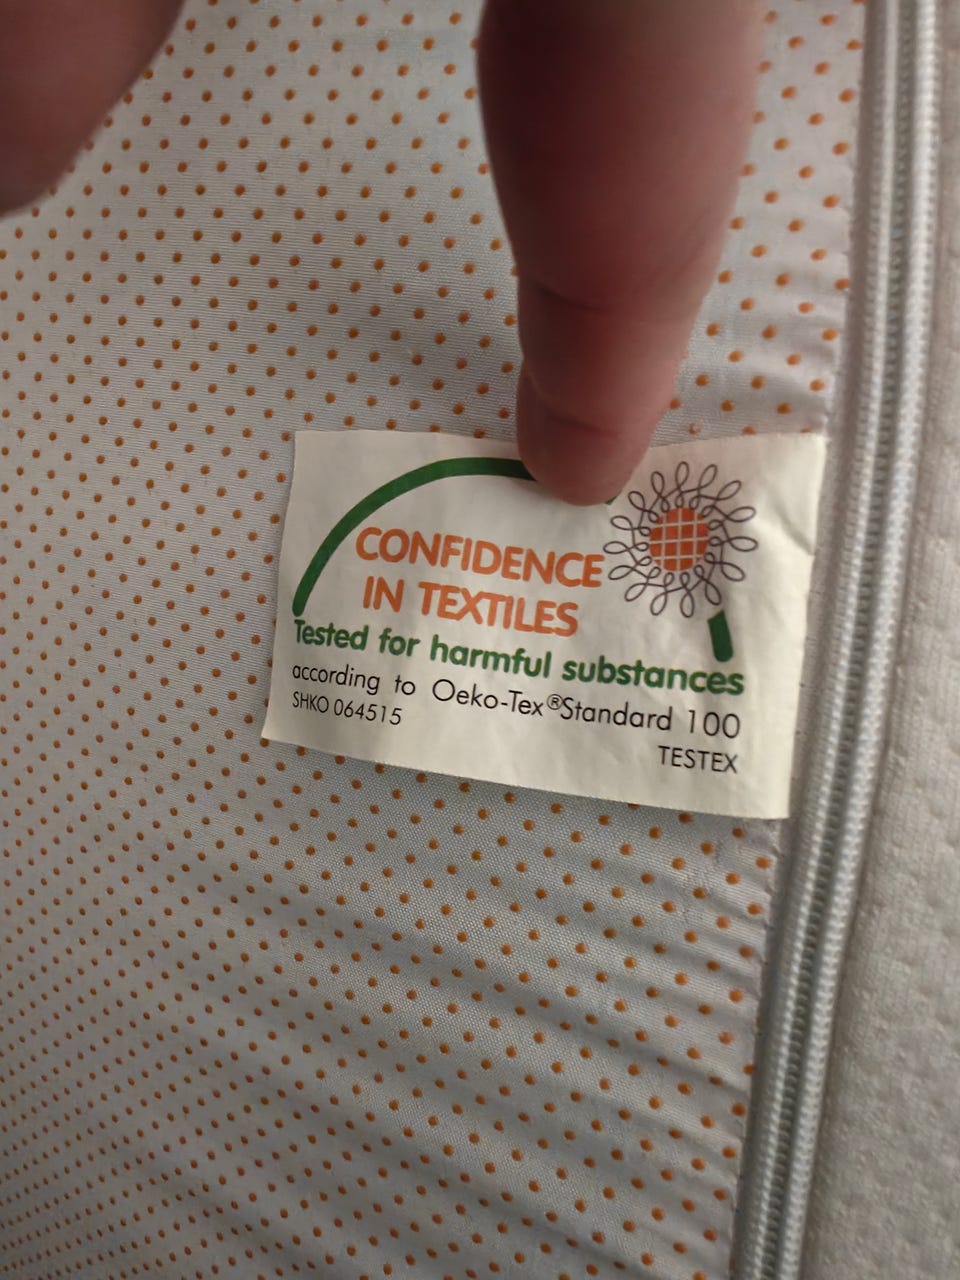 CONFIDENCE
IN TEXTILES
Tested for harmful substances
according to Oeko-Tex® Standard 100
SHKO 064515
TESTEX